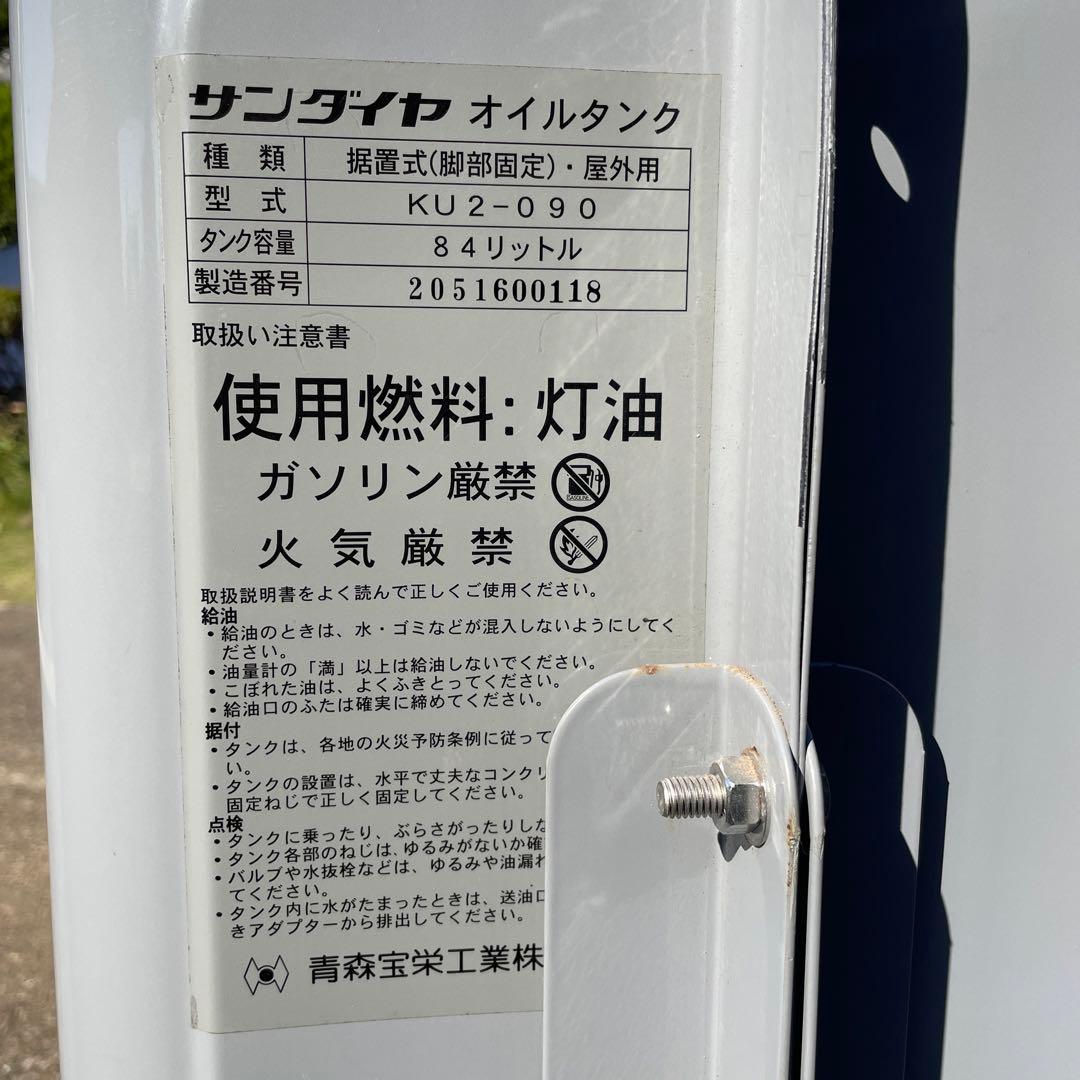 サンダイヤ オイルタンク
種 類 据置式(脚部固定)・屋外用
型 式 KU2-090
タンク容量 84リットル
製造番号 2051600118
取扱い注意書
使用燃料:灯油
ガソリン厳禁
GASOLINE
火気厳禁
取扱説明書をよく読んで正しくご使用ください。
給油
・給油のときは、水・ゴミなどが混入しないようにしてく
ださい。
・油量計の「満」以上は給油しないでください。
・こぼれた油は、よくふきとってください。
・給油口のふたは確実に締めてください。
据付
・タンクは、各地の火災予防条例に従って
い。
・タンクの設置は、水平で丈夫なコンクリ
固定ねじで正しく固定してください。
点検
・タンクに乗ったり、ぶらさがったりしな
・タンク各部のねじは、ゆるみがないか確
・バルブや水抜栓などは、ゆるみや油漏れ
てください。
・タンク内に水がたまったときは、送油口
きアダプターから排出してください。
青森宝栄工業株